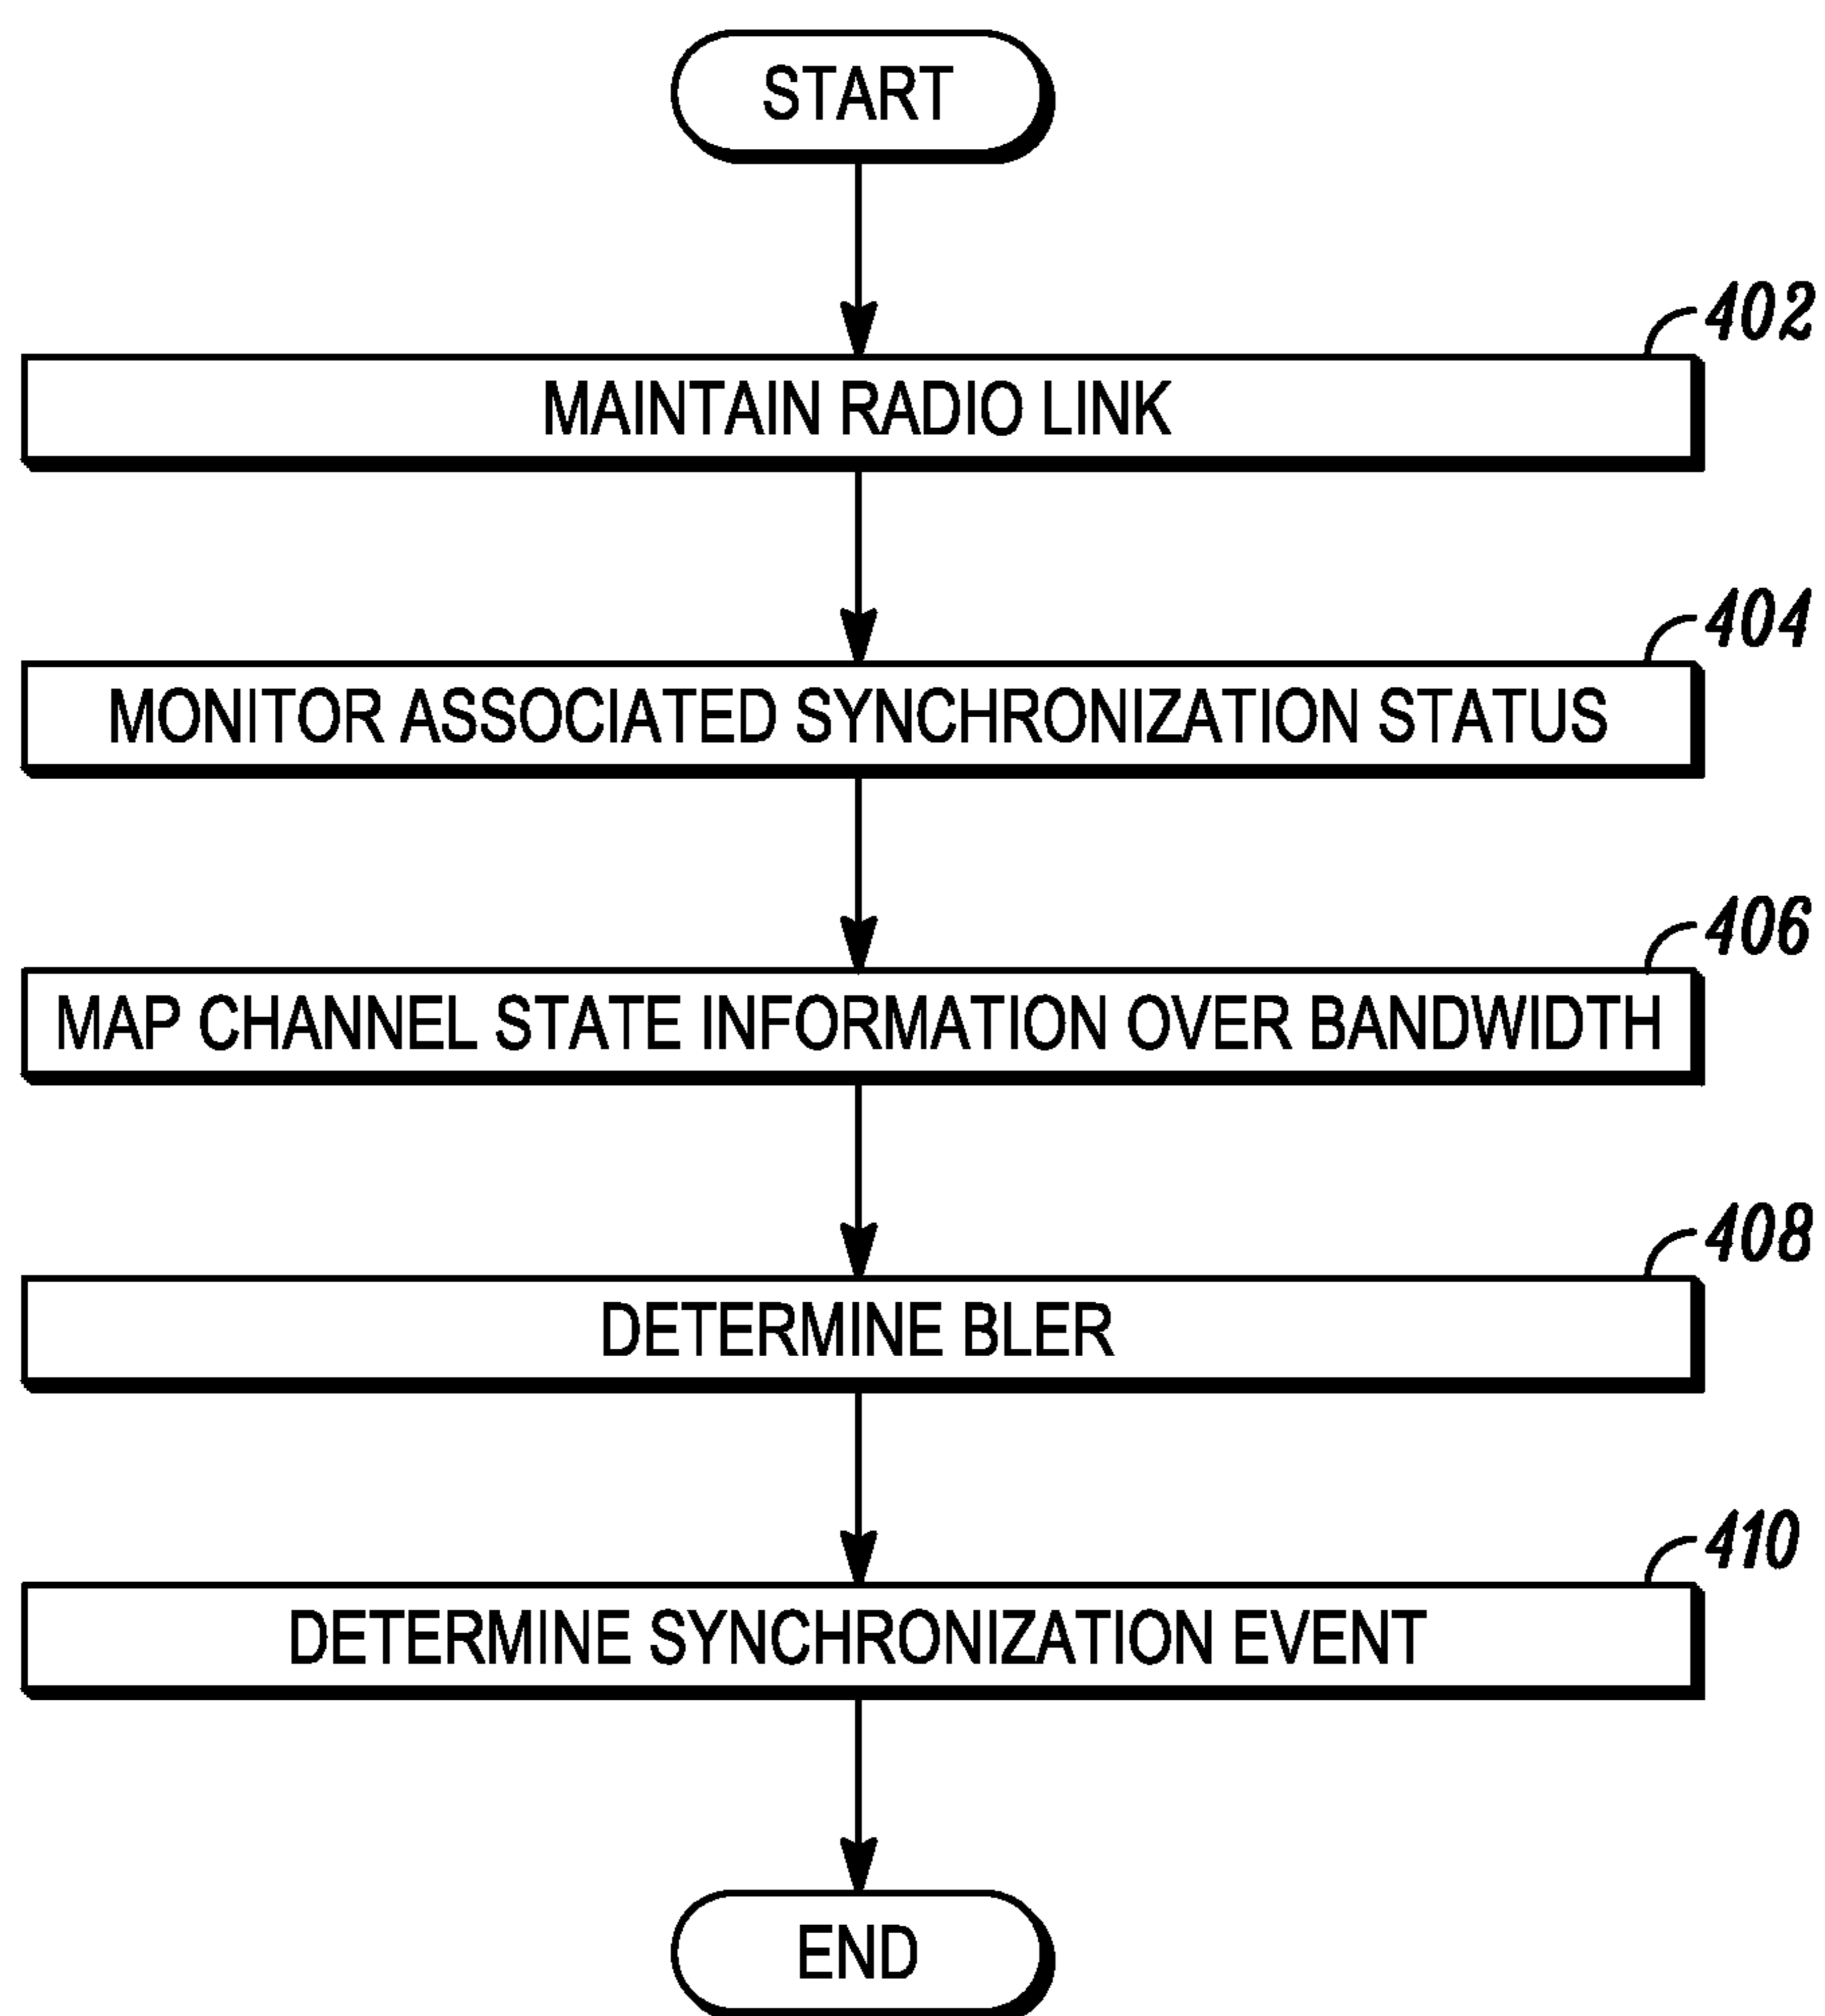 START
402
MAINTAIN RADIO LINK
404
MONITOR ASSOCIATED SYNCHRONIZATION STATUS
406
MAP CHANNEL STATE INFORMATION OVER BANDWIDTH
408
DETERMINE BLER
410
DETERMINE SYNCHRONIZATION EVENT
END